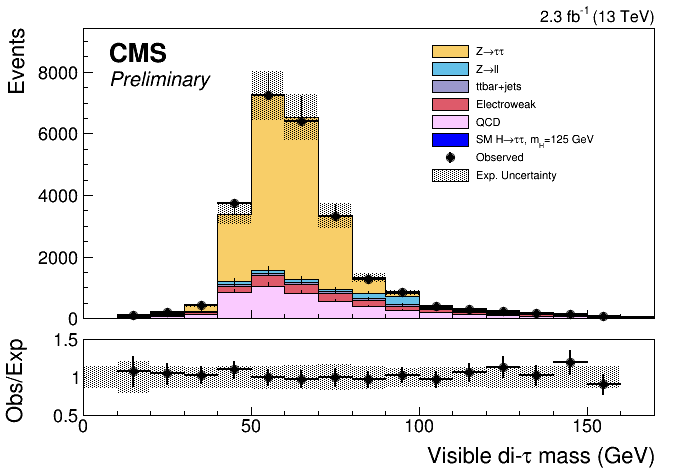 2.3 fb⁻¹ (13 TeV)
Events
CMS
Preliminary
Z→ττ
Z→ll
ttbar+jets
Electroweak
QCD
SM H→ττ, m_H=125 GeV
Observed
Exp. Uncertainty
8000
6000
4000
2000
0
Obs/Exp
1.5
1
0.5
0 50 100 150
Visible di-τ mass (GeV)